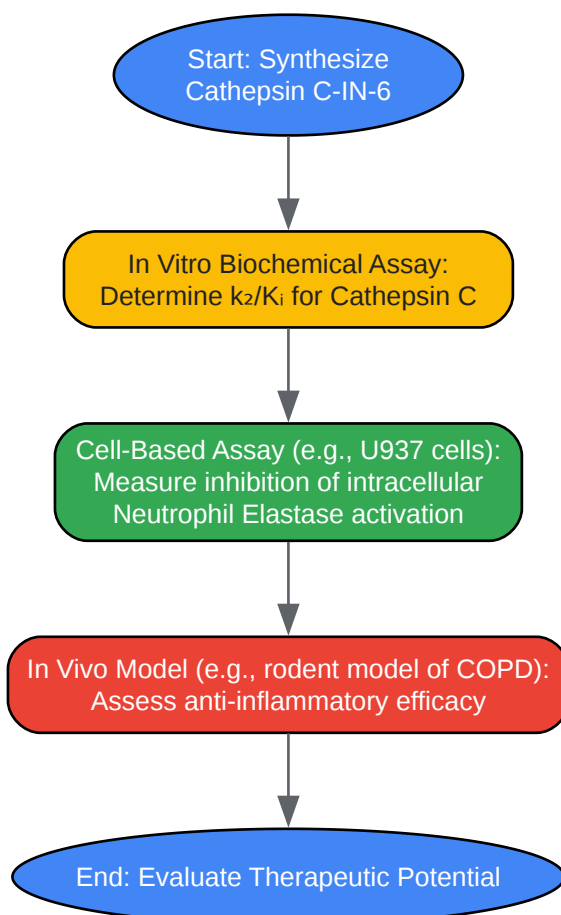 Start: Synthesize
Cathepsin C-IN-6
In Vitro Biochemical Assay:
Determine k₂/Kᵢ for Cathepsin C
Cell-Based Assay (e.g., U937 cells):
Measure inhibition of intracellular
Neutrophil Elastase activation
In Vivo Model (e.g., rodent model of COPD):
Assess anti-inflammatory efficacy
End: Evaluate Therapeutic Potential